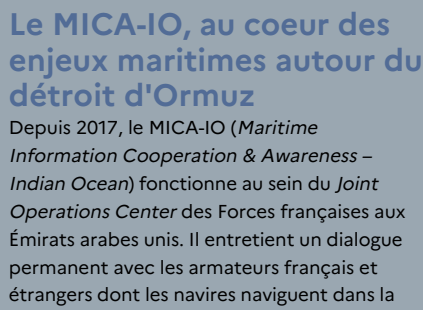 Le MICA-IO, au coeur des
enjeux maritimes autour du
détroit d'Ormuz
Depuis 2017, le MICA-IO (Maritime
Information Cooperation & Awareness –
Indian Ocean) fonctionne au sein du Joint
Operations Center des Forces françaises aux
Émirats arabes unis. Il entretient un dialogue
permanent avec les armateurs français et
étrangers dont les navires naviguent dans la